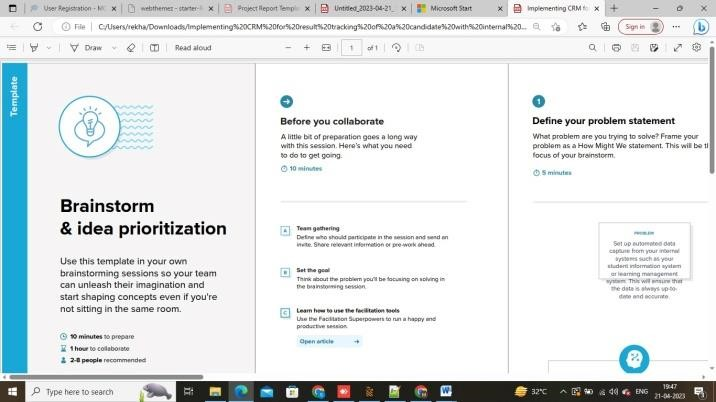 User Registration - MC
webthemez - starter-
Project Report Templa
Untitled_2023-04-21_
Microsoft Start
Implementing CRM fo
File
C:/Users/rekha/Downloads/Implementing%20CRM%20for%20result%20tracking%20of%20a%20candidate%20with%20internal%20...
Sign in
Draw
Read aloud
1 of 1
Template
Brainstorm
& idea prioritization
Use this template in your own
brainstorming sessions so your team
can unleash their imagination and
start shaping concepts even if you're
not sitting in the same room.
10 minutes to prepare
1 hour to collaborate
2-8 people recommended
Before you collaborate
A little bit of preparation goes a long way
with this session. Here's what you need
to do to get going.
10 minutes
A
Team gathering
Define who should participate in the session and send an
invite. Share relevant information or pre-work ahead.
B
Set the goal
Think about the problem you'll be focusing on solving in
the brainstorming session.
C
Learn how to use the facilitation tools
Use the Facilitation Superpowers to run a happy and
productive session.
Open article
1
Define your problem statement
What problem are you trying to solve? Frame your
problem as a How Might We statement. This will be th
focus of your brainstorm.
5 minutes
PROBLEM
Set up automated data
capture from your internal
systems such as your
student information system
or learning management
system. This will ensure that
the data is always up-to-
date and accurate.
Type here to search
32°C
ENG
19:47
21-04-2023